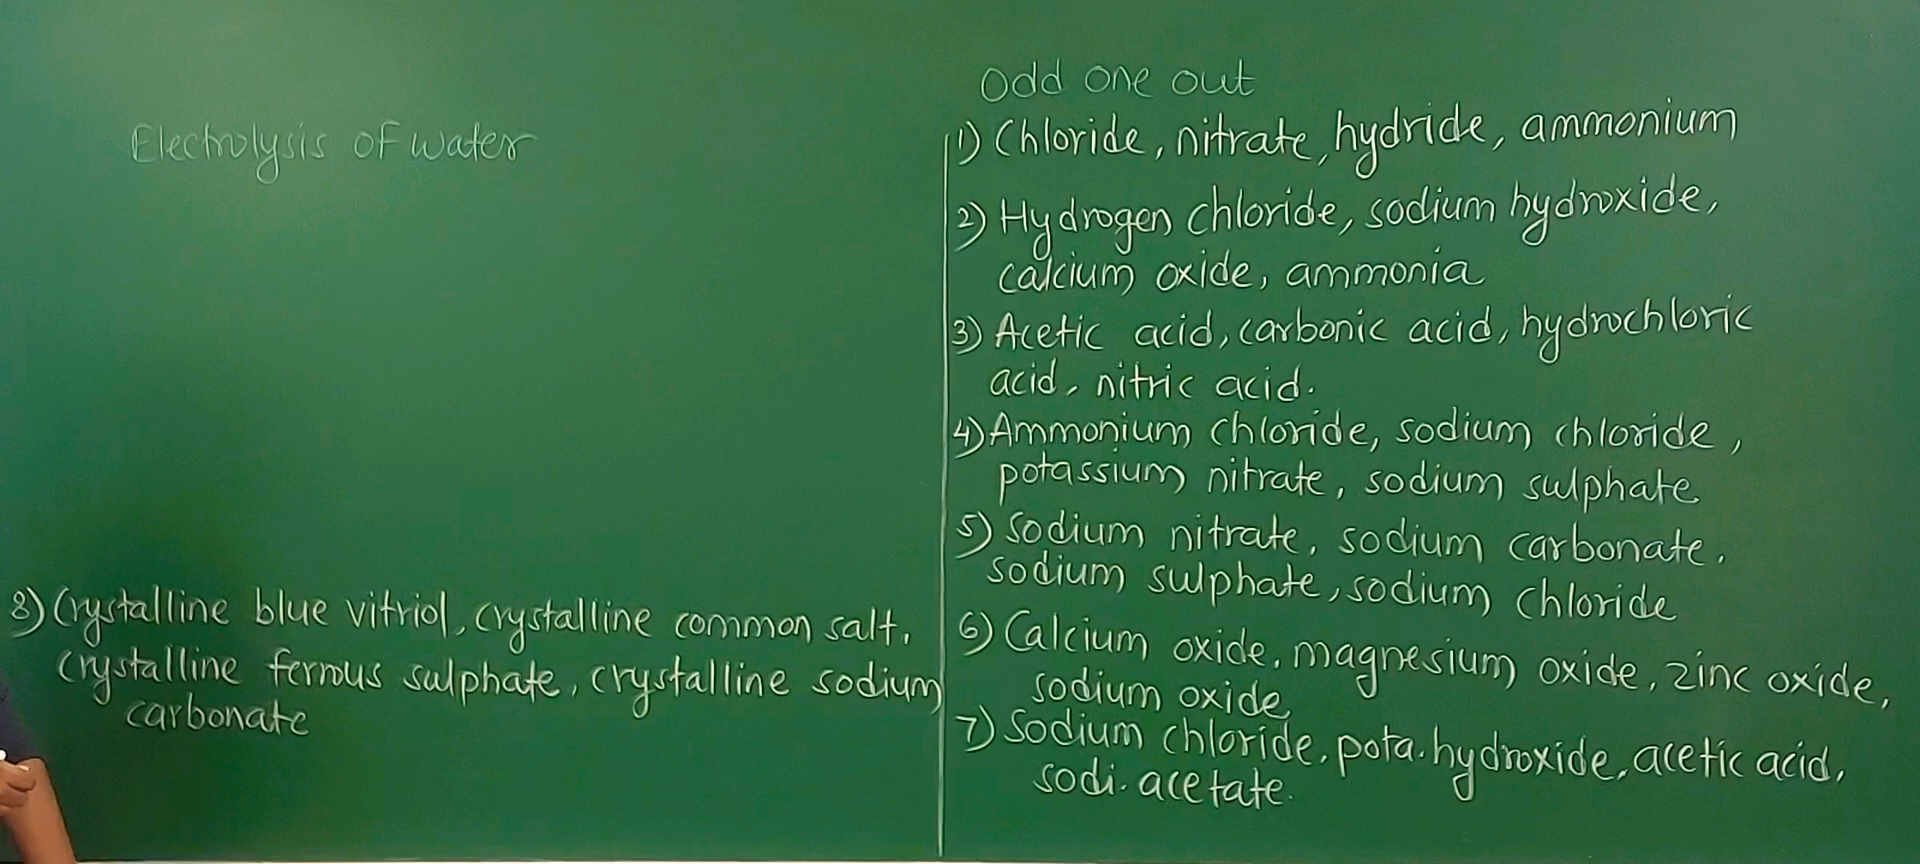 Electrolysis of water
Odd one out
1) Chloride, nitrate, hydride, ammonium
2) Hydrogen chloride, sodium hydroxide,
calcium oxide, ammonia
3) Acetic acid, carbonic acid, hydrochloric
acid, nitric acid.
4) Ammonium chloride, sodium chloride,
potassium nitrate, sodium sulphate
5) Sodium nitrate, sodium carbonate,
sodium sulphate, sodium chloride
6) Calcium oxide, magnesium oxide, zinc oxide,
sodium oxide
7) Sodium chloride, pota. hydroxide, acetic acid,
sodi. acetate.
8) Crystalline blue vitriol, crystalline common salt,
crystalline ferrous sulphate, crystalline sodium
carbonate